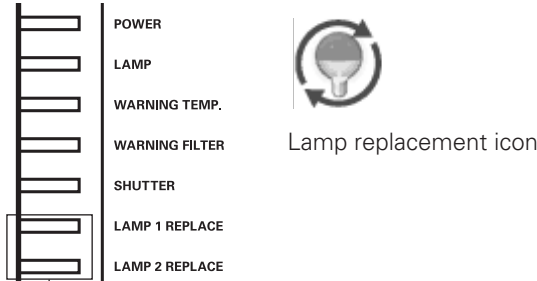 POWER
LAMP
WARNING TEMP.
WARNING FILTER
SHUTTER
LAMP 1 REPLACE
LAMP 2 REPLACE
Lamp replacement icon